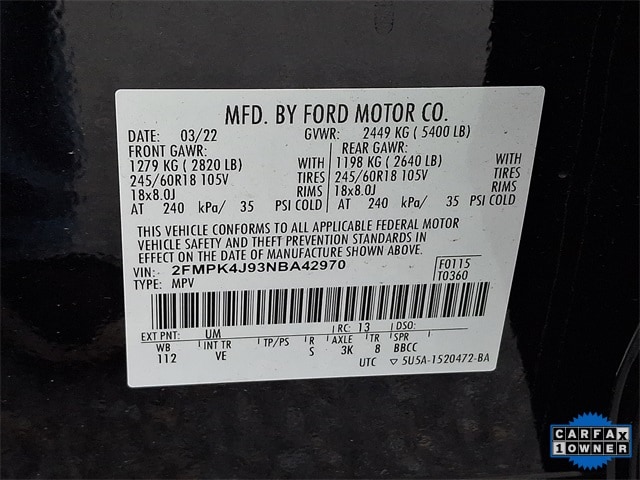 MFD. BY FORD MOTOR CO.
DATE: 03/22 GVWR: 2449 KG ( 5400 LB)
FRONT GAWR: REAR GAWR:
1279 KG ( 2820 LB) WITH 1198 KG ( 2640 LB) WITH
245/60R18 105V TIRES 245/60R18 105V TIRES
18x8.0J RIMS 18x8.0J RIMS
AT 240 kPa/ 35 PSI COLD AT 240 kPa/ 35 PSI COLD
THIS VEHICLE CONFORMS TO ALL APPLICABLE FEDERAL MOTOR
VEHICLE SAFETY AND THEFT PREVENTION STANDARDS IN
EFFECT ON THE DATE OF MANUFACTURE SHOWN ABOVE.
VIN: 2FMPK4J93NBA42970 F0115
TYPE: MPV T0360
EXT PNT: UM RC: 13 DSO:
WB INT TR TP/PS R AXLE TR SPR
112 VE S 3K 8 BBCC
UTC ▽ 5U5A-1520472-BA
CARFAX
1 OWNER